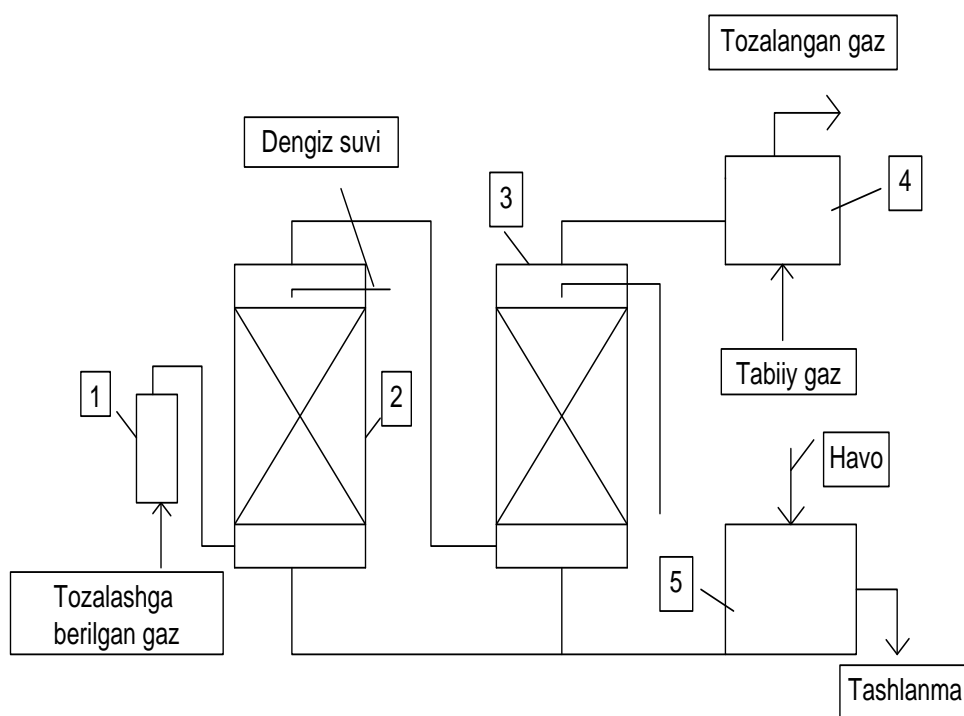 Tozalangan gaz
Dengiz suvi
3
4
1
2
Tabiiy gaz
Havo
Tozalashga
berilgan gaz
5
Tashlanma